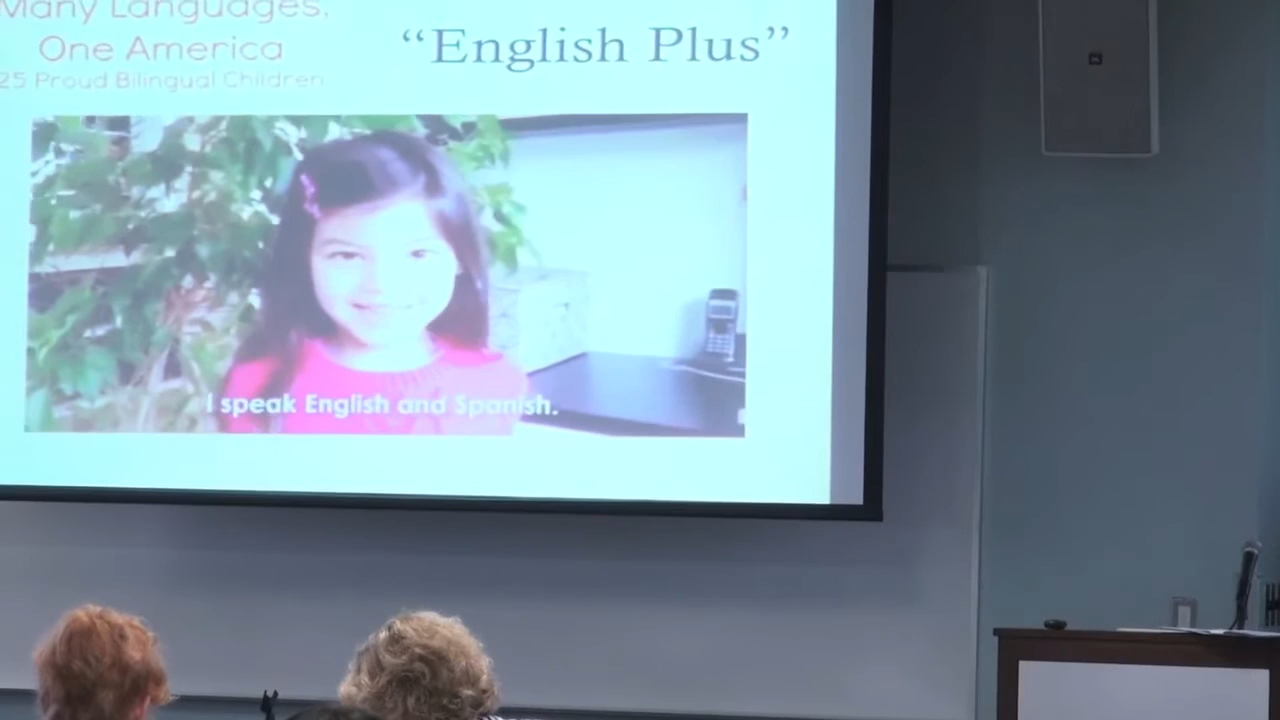 Many Languages,
One America
25 Proud Bilingual Children
“English Plus”
I speak English and Spanish.